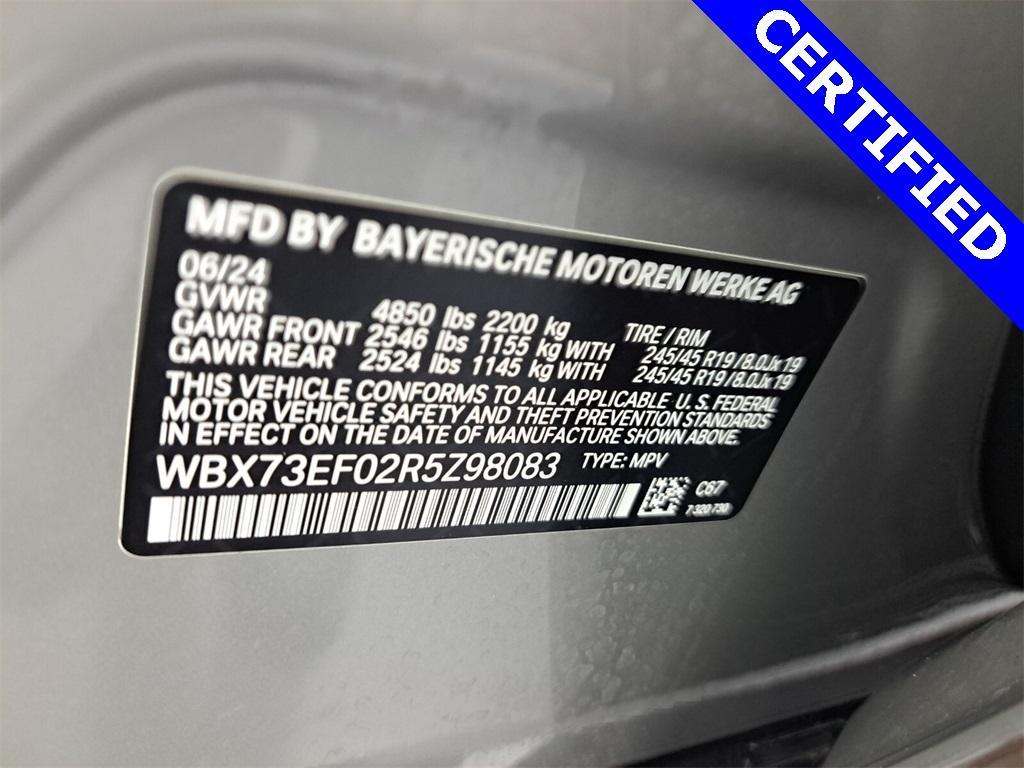 CERTIFIED
MFD BY BAYERISCHE MOTOREN WERKE AG
06/24
GVWR 4850 lbs 2200 kg TIRE / RIM
GAWR FRONT 2546 lbs 1155 kg WITH 245/45 R19 / 8.0Jx19
GAWR REAR 2524 lbs 1145 kg WITH 245/45 R19 / 8.0Jx19
THIS VEHICLE CONFORMS TO ALL APPLICABLE U.S. FEDERAL
MOTOR VEHICLE SAFETY AND THEFT PREVENTION STANDARDS
IN EFFECT ON THE DATE OF MANUFACTURE SHOWN ABOVE.
WBX73EF02R5Z98083 TYPE: MPV
C67
7 320 730